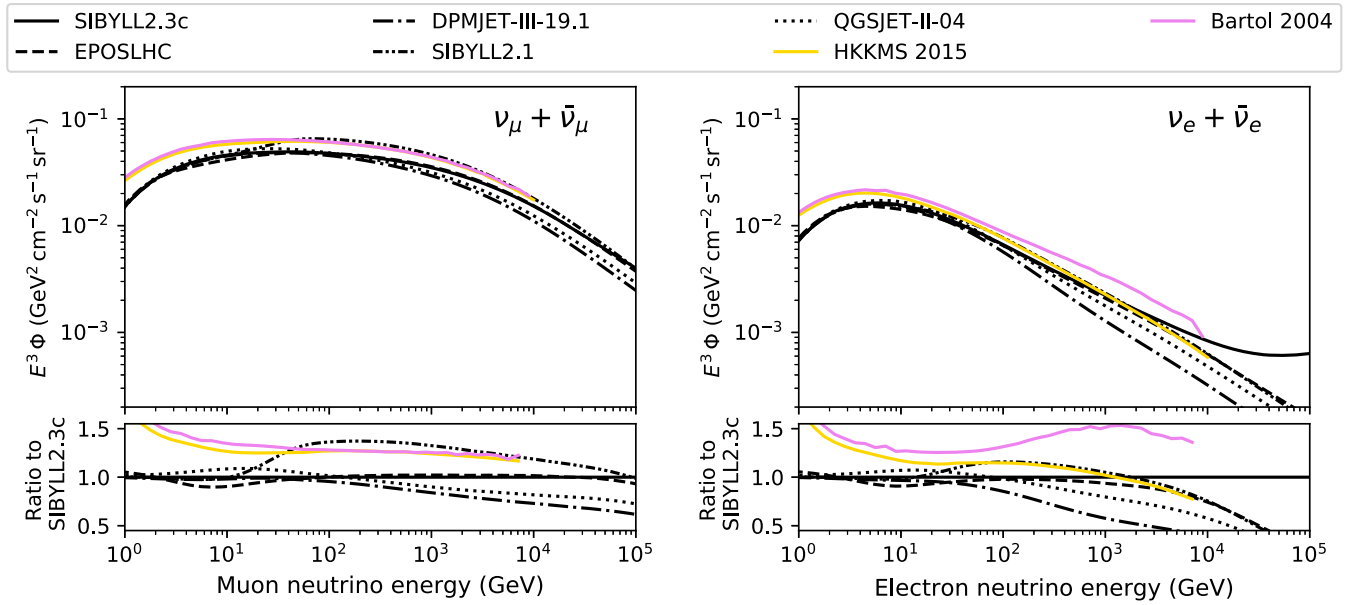 SIBYLL2.3c DPMJET-III-19.1 QGSJET-II-04 Bartol 2004
EPOSLHC SIBYLL2.1 HKKMS 2015
ν_μ + ν̄_μ
10⁻¹
10⁻²
10⁻³
E³ Φ (GeV² cm⁻² s⁻¹ sr⁻¹)
1.5
1.0
0.5
Ratio to
SIBYLL2.3c
10⁰ 10¹ 10² 10³ 10⁴ 10⁵
Muon neutrino energy (GeV)
ν_e + ν̄_e
10⁻¹
10⁻²
10⁻³
E³ Φ (GeV² cm⁻² s⁻¹ sr⁻¹)
1.5
1.0
0.5
Ratio to
SIBYLL2.3c
10⁰ 10¹ 10² 10³ 10⁴ 10⁵
Electron neutrino energy (GeV)